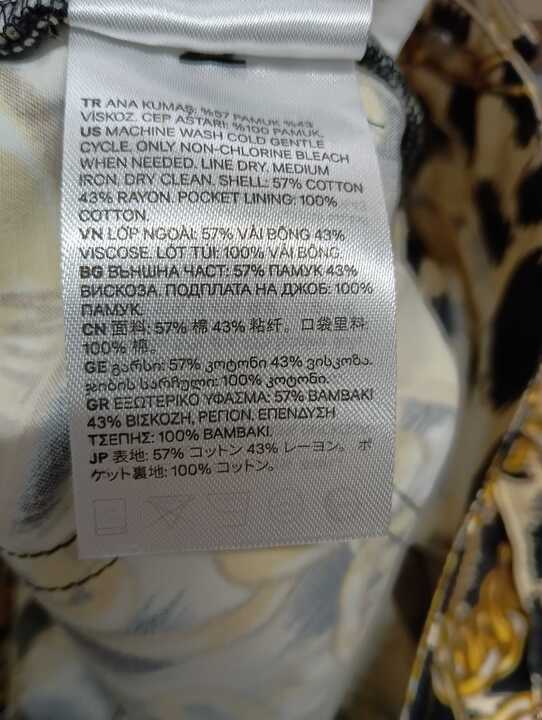 TR ANA KUMAŞ: %57 PAMUK %43
VİSKOZ. CEP ASTARI: %100 PAMUK.
US MACHINE WASH COLD GENTLE
CYCLE. ONLY NON-CHLORINE BLEACH
WHEN NEEDED. LINE DRY. MEDIUM
IRON. DRY CLEAN. SHELL: 57% COTTON
43% RAYON. POCKET LINING: 100%
COTTON.
VN LỚP NGOÀI: 57% VẢI BÔNG 43%
VISCOSE. LÓT TÚI: 100% VẢI BÔNG.
BG ВЪНШНА ЧАСТ: 57% ПАМУК 43%
ВИСКОЗА. ПОДПЛАТА НА ДЖОБ: 100%
ПАМУК.
CN 面料: 57% 棉 43% 粘纤。口袋里料:
100% 棉。
GE გარსი: 57% კოტონი 43% ვისკოზა.
ჯიბის სარჩული: 100% კოტონი.
GR ΕΞΩΤΕΡΙΚΟ ΥΦΑΣΜΑ: 57% ΒΑΜΒΑΚΙ
43% ΒΙΣΚΟΖΗ, ΡΕΓΙΟΝ. ΕΠΕΝΔΥΣΗ
ΤΣΕΠΗΣ: 100% ΒΑΜΒΑΚΙ.
JP 表地: 57% コットン 43% レーヨン。 ポ
ケット裏地: 100% コットン。